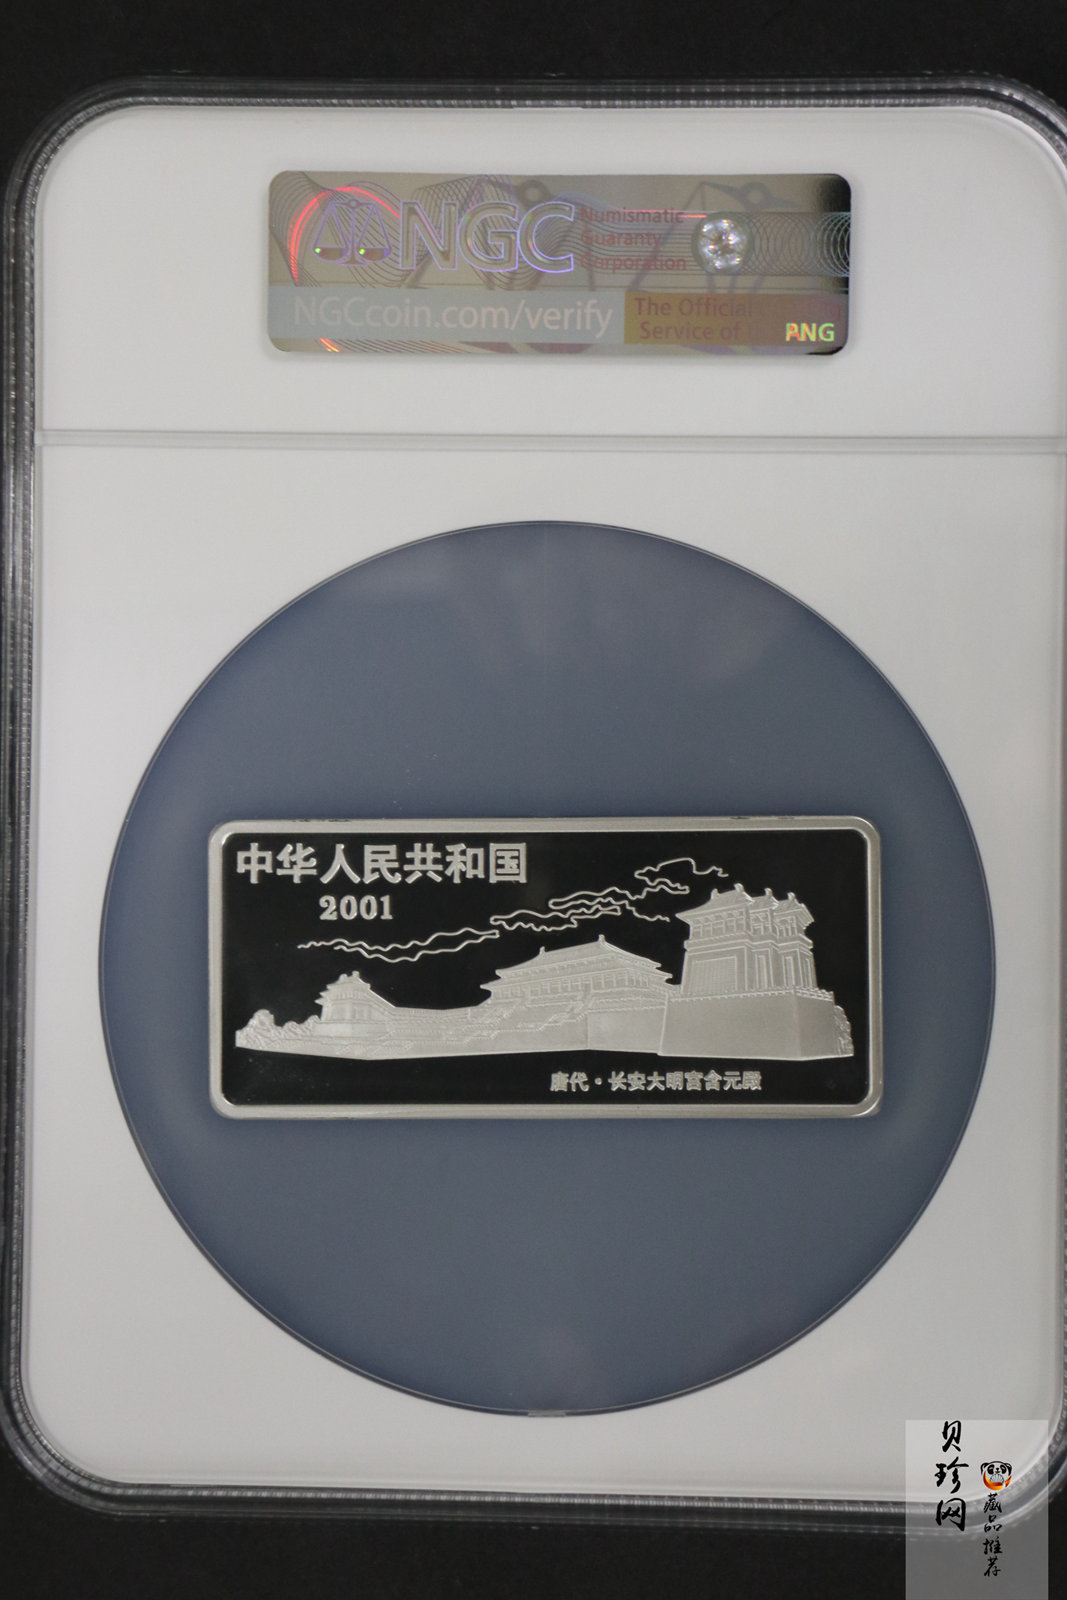 NGC
Numismatic
Guaranty
Corporation
NGCcoin.com/verify
The Official
Service of
PNG
中华人民共和国
2001
唐代·长安大明宫含元殿
贝珍网
藏品推荐